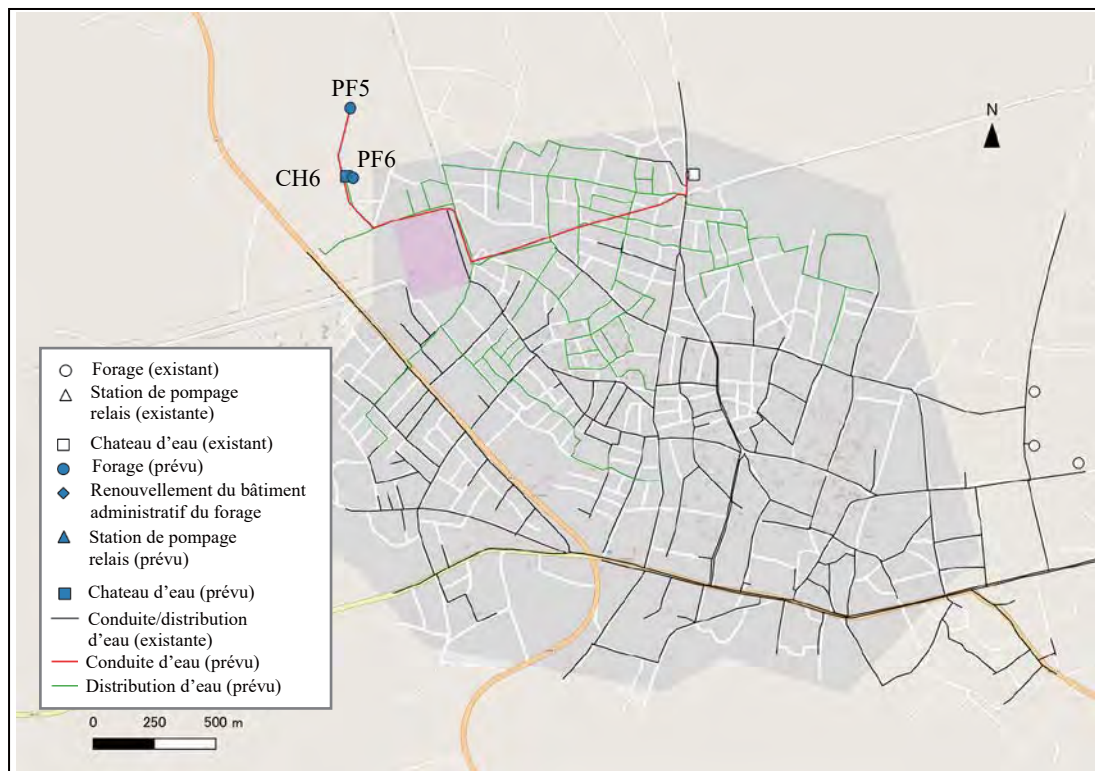 PF5
N
PF6
CH6
Forage (existant)
Station de pompage
relais (existante)
Chateau d’eau (existant)
Forage (prévu)
Renouvellement du bâtiment
administratif du forage
Station de pompage
relais (prévu)
Chateau d’eau (prévu)
Conduite/distribution
d’eau (existante)
Conduite d’eau (prévu)
Distribution d’eau (prévu)
0 250 500 m